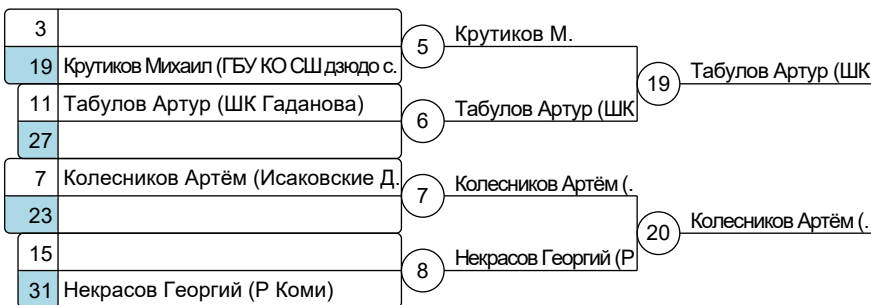 3
5
Крутиков М.
19 Крутиков Михаил (ГБУ КО СШ дзюдо с.
19
Табулов Артур (ШК
11 Табулов Артур (ШК Гаданова)
6
Табулов Артур (ШК
27
7 Колесников Артём (Исаковские Д.
7
Колесников Артём (.
23
20
Колесников Артём (.
15
8
Некрасов Георгий (Р
31 Некрасов Георгий (Р Коми)